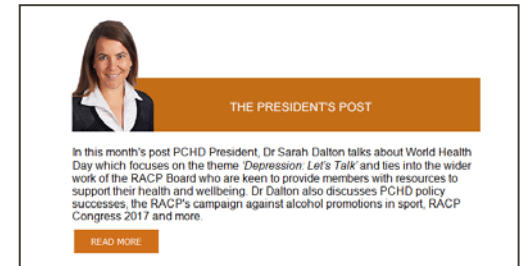 THE PRESIDENT'S POST
In this month's post PCHD President, Dr Sarah Dalton talks about World Health
Day which focuses on the theme 'Depression: Let's Talk' and ties into the wider
work of the RACP Board who are keen to provide members with resources to
support their health and wellbeing. Dr Dalton also discusses PCHD policy
successes, the RACP's campaign against alcohol promotions in sport, RACP
Congress 2017 and more.
READ MORE